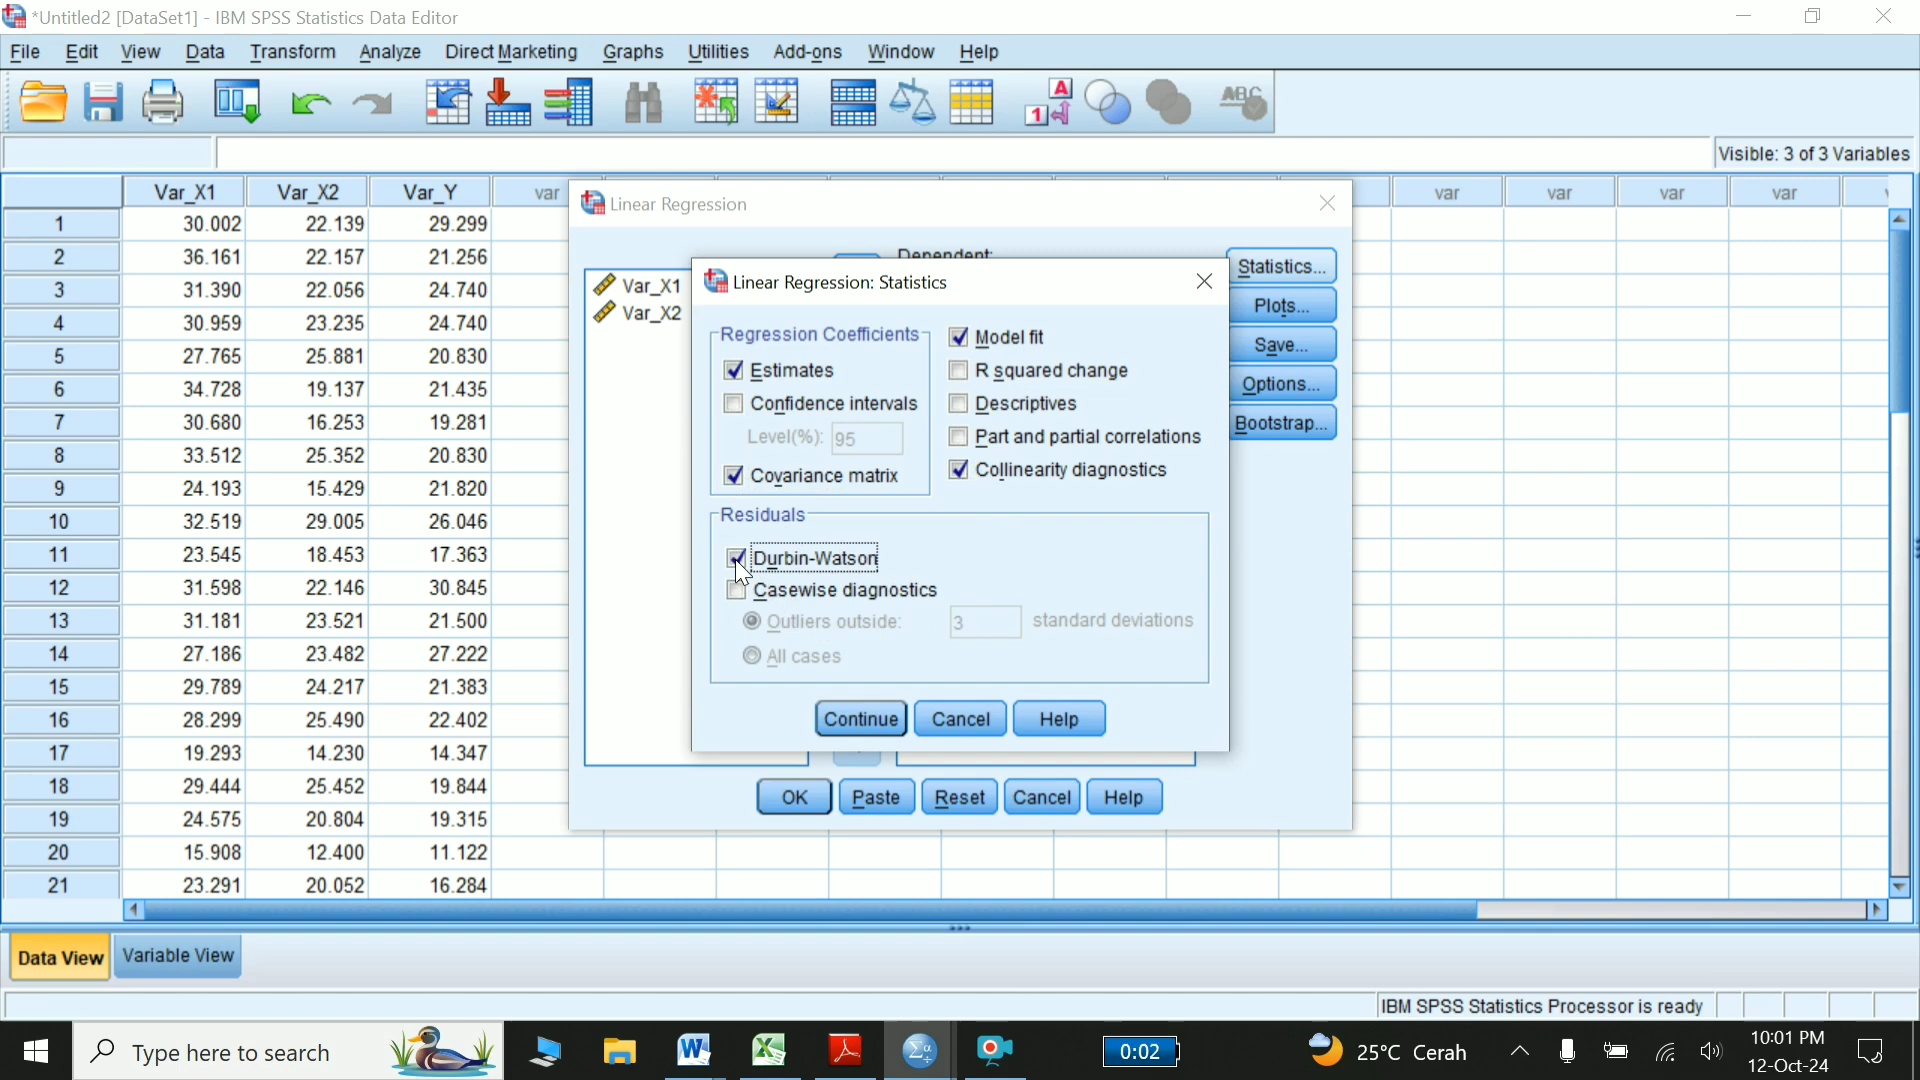 *Untitled2 [DataSet1] - IBM SPSS Statistics Data Editor
File Edit View Data Transform Analyze Direct Marketing Graphs Utilities Add-ons Window Help
Visible: 3 of 3 Variables
Var_X1 Var_X2 Var_Y var var var var var
1 30.002 22.139 29.299
2 36.161 22.157 21.256
3 31.390 22.056 24.740
4 30.959 23.235 24.740
5 27.765 25.881 20.830
6 34.728 19.137 21.435
7 30.680 16.253 19.281
8 33.512 25.352 20.830
9 24.193 15.429 21.820
10 32.519 29.005 26.046
11 23.545 18.453 17.363
12 31.598 22.146 30.845
13 31.181 23.521 21.500
14 27.186 23.482 27.222
15 29.789 24.217 21.383
16 28.299 25.490 22.402
17 19.293 14.230 14.347
18 29.444 25.452 19.844
19 24.575 20.804 19.315
20 15.908 12.400 11.122
21 23.291 20.052 16.284
Linear Regression
Dependent:
Var_X1
Var_X2
Statistics...
Plots...
Save...
Options...
Bootstrap...
Linear Regression: Statistics
Regression Coefficients
Estimates
Confidence intervals
Level(%): 95
Covariance matrix
Model fit
R squared change
Descriptives
Part and partial correlations
Collinearity diagnostics
Residuals
Durbin-Watson
Casewise diagnostics
Outliers outside: 3 standard deviations
All cases
Continue Cancel Help
OK Paste Reset Cancel Help
Data View Variable View
IBM SPSS Statistics Processor is ready
Type here to search
0:02
25°C Cerah
10:01 PM
12-Oct-24